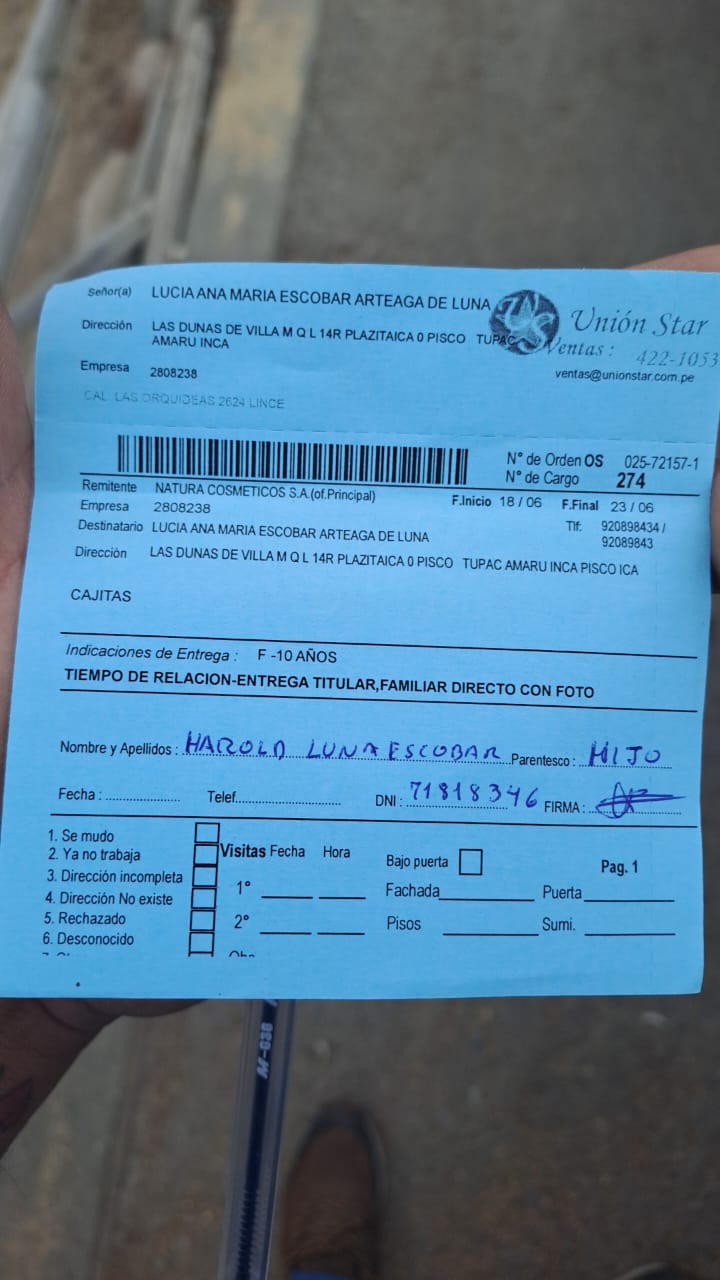 Señor(a) LUCIA ANA MARIA ESCOBAR ARTEAGA DE LUNA
Unión Star
Dirección LAS DUNAS DE VILLA M Q L 14R PLAZITAICA 0 PISCO TUPAC
AMARU INCA
Ventas : 422-1053
Empresa 2808238
ventas@unionstar.com.pe
CAL LAS ORQUIDEAS 2624 LINCE
N° de Orden OS 025-72157-1
N° de Cargo 274
Remitente NATURA COSMETICOS S.A.(of.Principal)
F.Inicio 18 / 06 F.Final 23 / 06
Empresa 2808238
Destinatario LUCIA ANA MARIA ESCOBAR ARTEAGA DE LUNA
Tlf: 920898434 /
92089843
Dirección LAS DUNAS DE VILLA M Q L 14R PLAZITAICA 0 PISCO TUPAC AMARU INCA PISCO ICA
CAJITAS
Indicaciones de Entrega : F -10 AÑOS
TIEMPO DE RELACION-ENTREGA TITULAR,FAMILIAR DIRECTO CON FOTO
Nombre y Apellidos : HAROLD LUNA ESCOBAR Parentesco : HIJO
Fecha : Telef. DNI : 71818346 FIRMA :
1. Se mudo
2. Ya no trabaja
3. Dirección incompleta
4. Dirección No existe
5. Rechazado
6. Desconocido
Visitas Fecha Hora
1°
2°
Bajo puerta
Pag. 1
Fachada Puerta
Pisos Sumi.